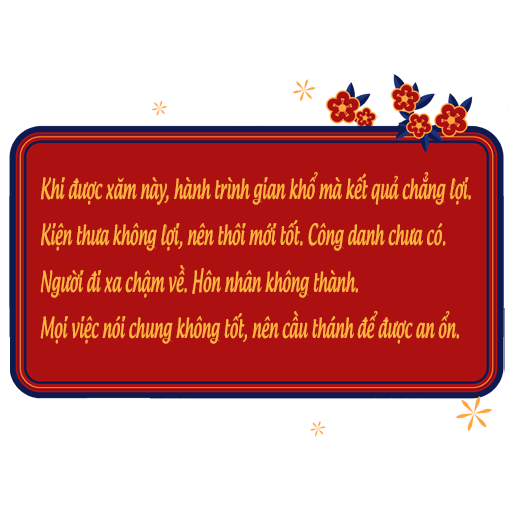 Khi được xăm này, hành trình gian khổ mà kết quả chẳng lợi.
Kiện thưa không lợi, nên thôi mới tốt. Công danh chưa có.
Người đi xa chậm về. Hôn nhân không thành.
Mọi việc nói chung không tốt, nên cầu thánh để được an ổn.